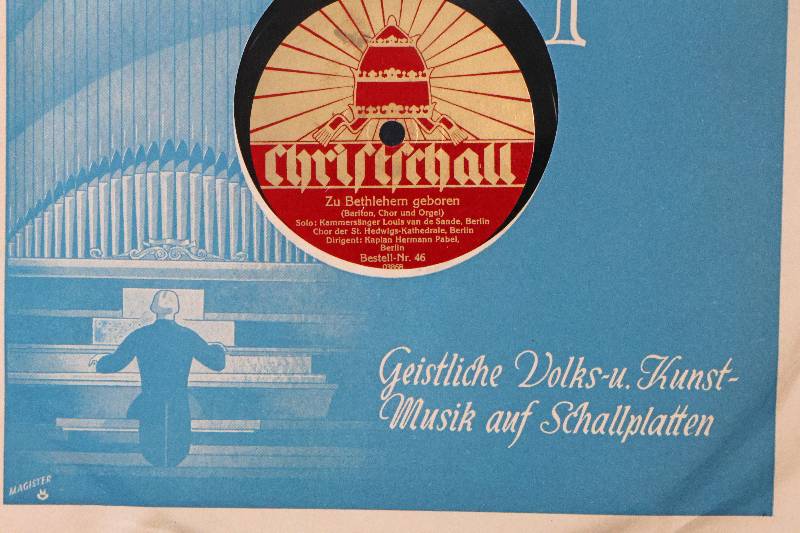 Christschall
Zu Bethlehem geboren
(Bariton, Chor und Orgel)
Solo: Kammersänger Louis van de Sande, Berlin
Chor der St. Hedwigs-Kathedrale, Berlin
Dirigent: Kaplan Hermann Pabel,
Berlin
Bestell-Nr. 46
03868
Geistliche Volks-u. Kunst-
Musik auf Schallplatten
MAGISTER